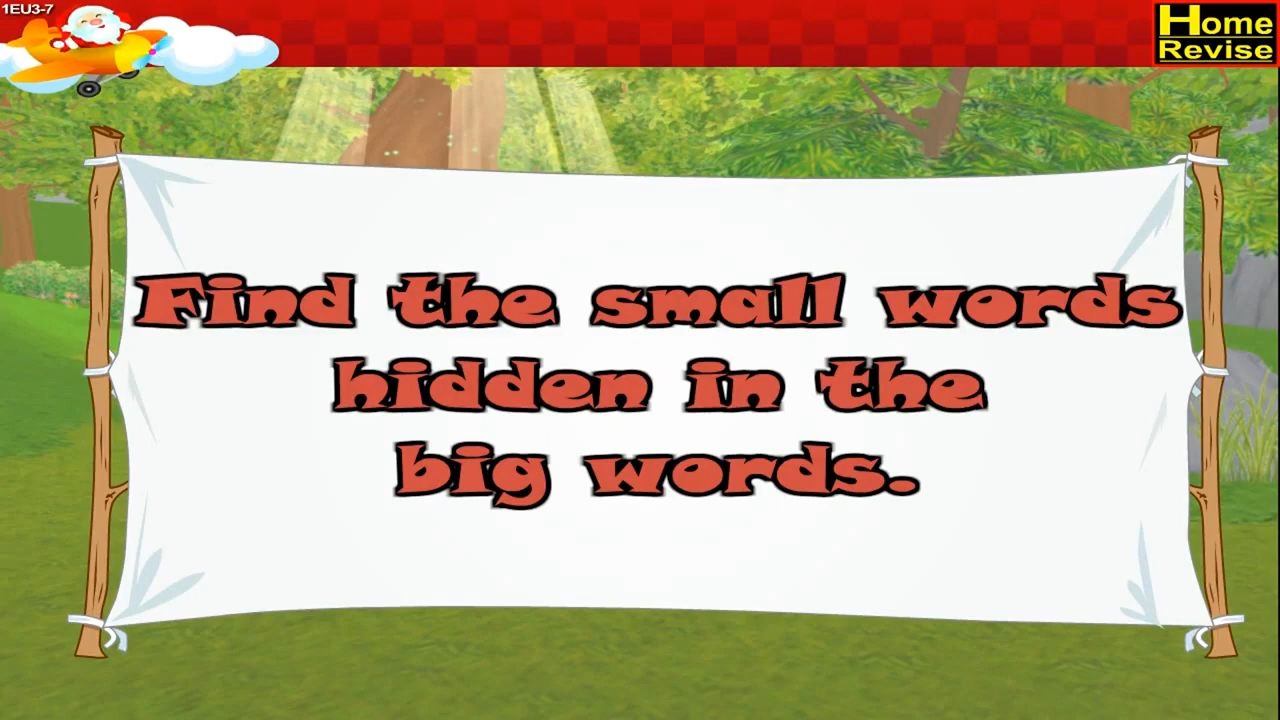 1EU3-7
Home
Revise
Find the small words
hidden in the
big words.